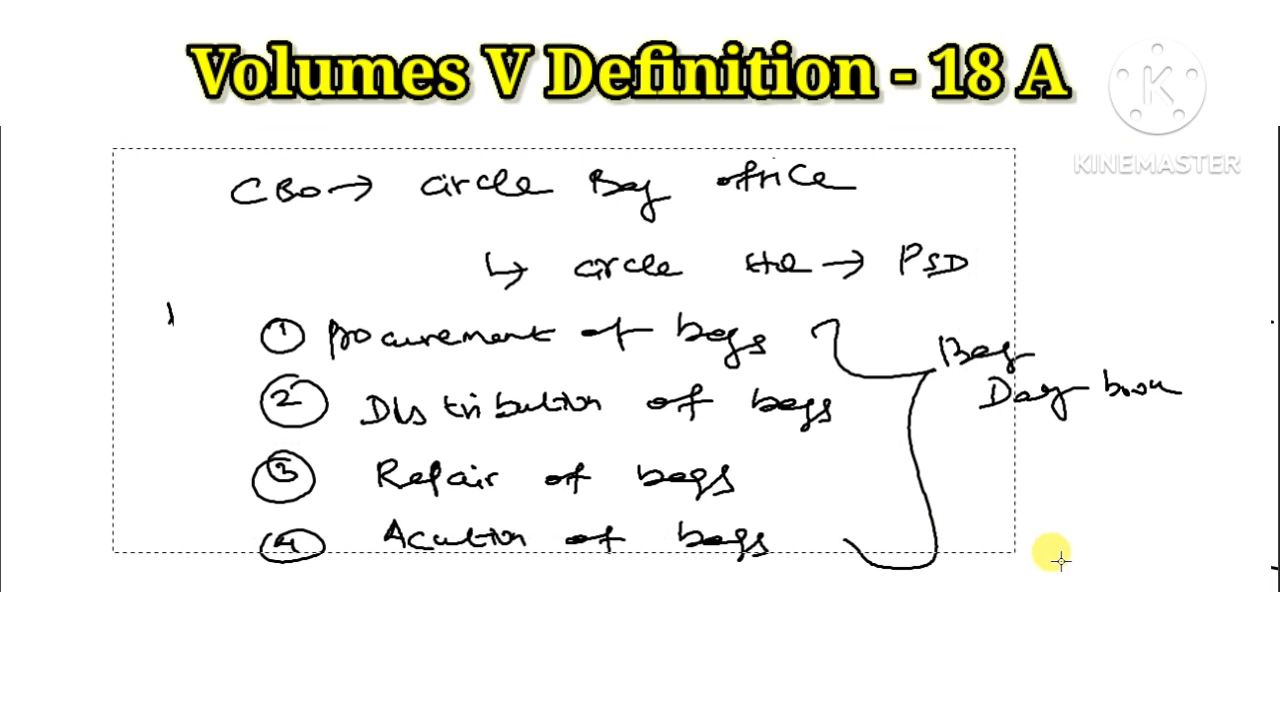 Volumes V Definition - 18 A
K
KINEMASTER
CBO → circle Bag office
↳ circle HQ → PSD
① procurement of bags
② Distribution of bags
③ Repair of bags
④ Acution of bags
Bag
Day book